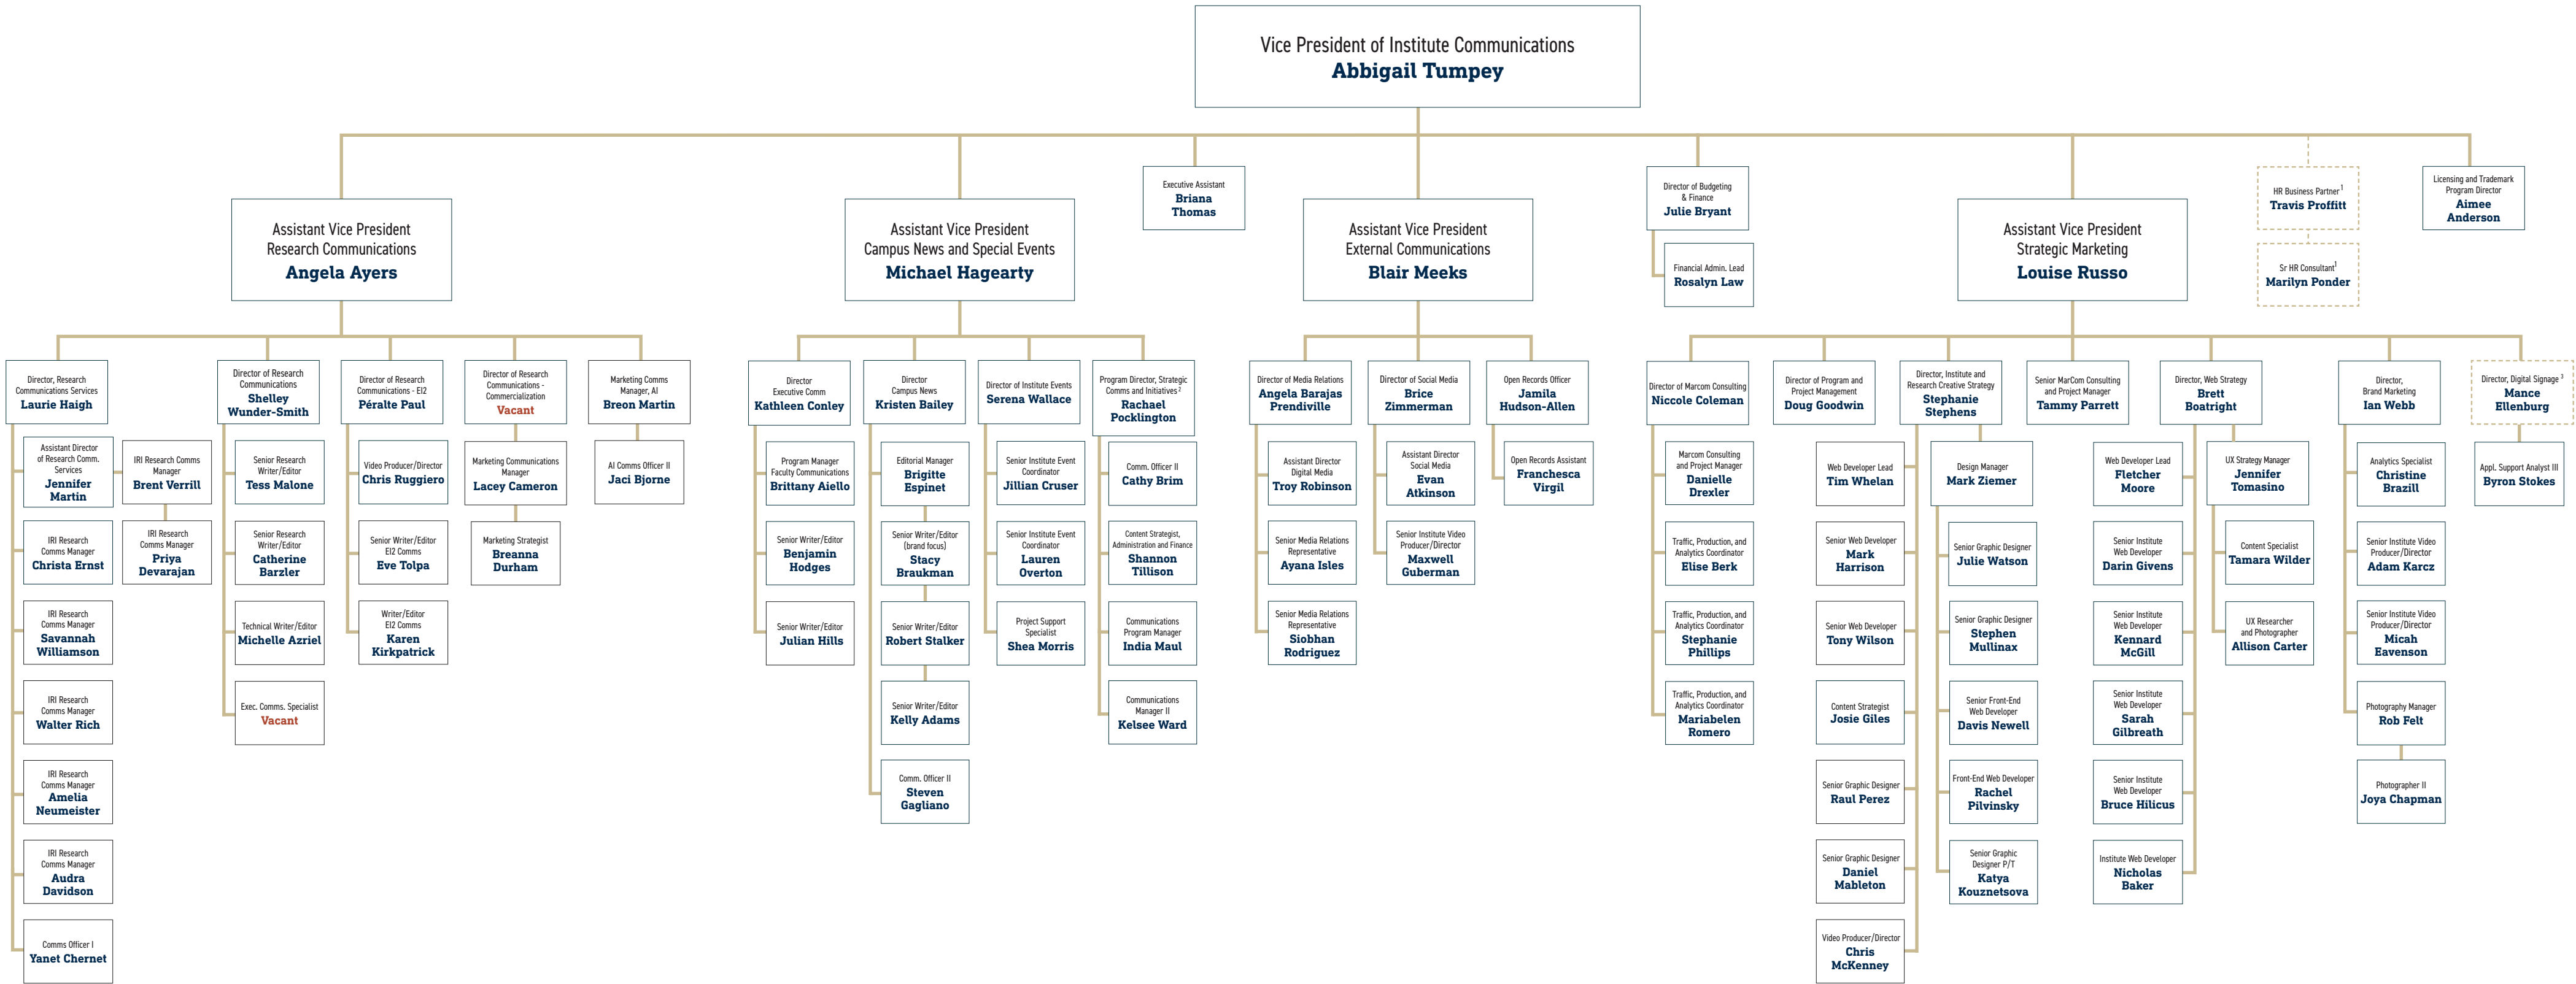 Vice President of Institute Communications
Abbigail Tumpey
Executive Assistant
Briana
Thomas
Director of Budgeting
& Finance
Julie Bryant
Financial Admin. Lead
Rosalyn Law
HR Business Partner1
Travis Proffitt
Sr HR Consultant1
Marilyn Ponder
Licensing and Trademark
Program Director
Aimee
Anderson
Assistant Vice President
Research Communications
Angela Ayers
Assistant Vice President
Campus News and Special Events
Michael Hagearty
Assistant Vice President
External Communications
Blair Meeks
Assistant Vice President
Strategic Marketing
Louise Russo
Director, Research
Communications Services
Laurie Haigh
Assistant Director
of Research Comm.
Services
Jennifer
Martin
IRI Research Comms
Manager
Brent Verrill
IRI Research
Comms Manager
Priya
Devarajan
IRI Research
Comms Manager
Christa Ernst
IRI Research
Comms Manager
Savannah
Williamson
IRI Research
Comms Manager
Walter Rich
IRI Research
Comms Manager
Amelia
Neumeister
IRI Research
Comms Manager
Audra
Davidson
Comms Officer I
Yanet Chernet
Director of Research
Communications
Shelley
Wunder-Smith
Senior Research
Writer/Editor
Tess Malone
Senior Research
Writer/Editor
Catherine
Barzler
Technical Writer/Editor
Michelle Azriel
Exec. Comms. Specialist
Vacant
Director of Research
Communications - EI2
Péralte Paul
Video Producer/Director
Chris Ruggiero
Senior Writer/Editor
EI2 Comms
Eve Tolpa
Writer/Editor
EI2 Comms
Karen
Kirkpatrick
Director of Research
Communications -
Commercialization
Vacant
Marketing Communications
Manager
Lacey Cameron
Marketing Strategist
Breanna
Durham
Marketing Comms
Manager, AI
Breon Martin
AI Comms Officer II
Jaci Bjorne
Director
Executive Comm
Kathleen Conley
Program Manager
Faculty Communications
Brittany Aiello
Senior Writer/Editor
Benjamin
Hodges
Senior Writer/Editor
Julian Hills
Director
Campus News
Kristen Bailey
Editorial Manager
Brigitte
Espinet
Senior Writer/Editor
(brand focus)
Stacy
Braukman
Senior Writer/Editor
Robert Stalker
Senior Writer/Editor
Kelly Adams
Comm. Officer II
Steven
Gagliano
Director of Institute Events
Serena Wallace
Senior Institute Event
Coordinator
Jillian Cruser
Senior Institute Event
Coordinator
Lauren
Overton
Project Support
Specialist
Shea Morris
Program Director, Strategic
Comms and Initiatives 2
Rachael
Pocklington
Comm. Officer II
Cathy Brim
Content Strategist,
Administration and Finance
Shannon
Tillison
Communications
Program Manager
India Maul
Communications
Manager II
Kelsee Ward
Director of Media Relations
Angela Barajas
Prendiville
Assistant Director
Digital Media
Troy Robinson
Senior Media Relations
Representative
Ayana Isles
Senior Media Relations
Representative
Siobhan
Rodriguez
Director of Social Media
Brice
Zimmerman
Assistant Director
Social Media
Evan
Atkinson
Senior Institute Video
Producer/Director
Maxwell
Guberman
Open Records Officer
Jamila
Hudson-Allen
Open Records Assistant
Franchesca
Virgil
Director of Marcom Consulting
Niccole Coleman
Marcom Consulting
and Project Manager
Danielle
Drexler
Traffic, Production, and
Analytics Coordinator
Elise Berk
Traffic, Production, and
Analytics Coordinator
Stephanie
Phillips
Traffic, Production, and
Analytics Coordinator
Mariabelen
Romero
Director of Program and
Project Management
Doug Goodwin
Director, Institute and
Research Creative Strategy
Stephanie
Stephens
Web Developer Lead
Tim Whelan
Senior Web Developer
Mark
Harrison
Senior Web Developer
Tony Wilson
Content Strategist
Josie Giles
Senior Graphic Designer
Raul Perez
Senior Graphic Designer
Daniel
Mableton
Video Producer/Director
Chris
McKenney
Design Manager
Mark Ziemer
Senior Graphic Designer
Julie Watson
Senior Graphic Designer
Stephen
Mullinax
Senior Front-End
Web Developer
Davis Newell
Front-End Web Developer
Rachel
Pilvinsky
Senior Graphic
Designer P/T
Katya
Kouznetsova
Senior MarCom Consulting
and Project Manager
Tammy Parrett
Director, Web Strategy
Brett
Boatright
Web Developer Lead
Fletcher
Moore
Senior Institute
Web Developer
Darin Givens
Senior Institute
Web Developer
Kennard
McGill
Senior Institute
Web Developer
Sarah
Gilbreath
Senior Institute
Web Developer
Bruce Hilicus
Institute Web Developer
Nicholas
Baker
UX Strategy Manager
Jennifer
Tomasino
Content Specialist
Tamara Wilder
UX Researcher
and Photographer
Allison Carter
Director,
Brand Marketing
Ian Webb
Analytics Specialist
Christine
Brazill
Senior Institute Video
Producer/Director
Adam Karcz
Senior Institute Video
Producer/Director
Micah
Eavenson
Photography Manager
Rob Felt
Photographer II
Joya Chapman
Director, Digital Signage 3
Mance
Ellenburg
Appl. Support Analyst III
Byron Stokes